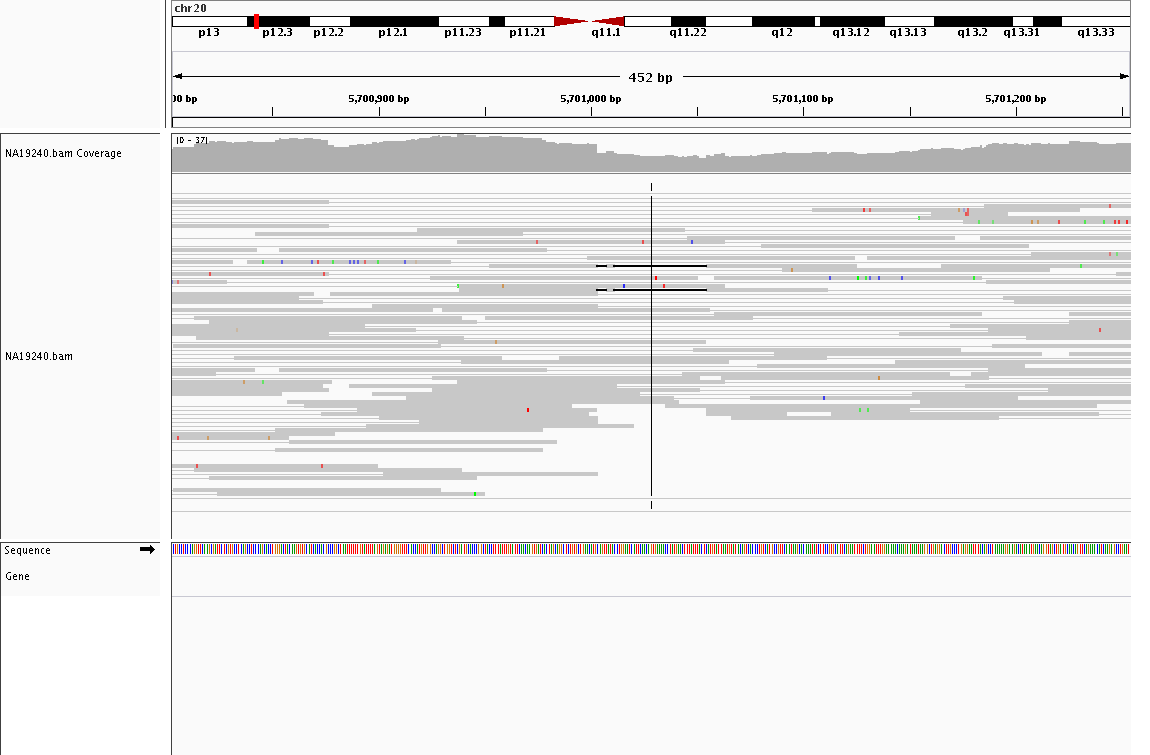 chr20
p13 p12.3 p12.2 p12.1 p11.23 p11.21 q11.1 q11.22 q12 q13.12 q13.13 q13.2 q13.31 q13.33
452 bp
00 bp 5,700,900 bp 5,701,000 bp 5,701,100 bp 5,701,200 bp
[0 - 37]
NA19240.bam Coverage
NA19240.bam
Sequence
Gene